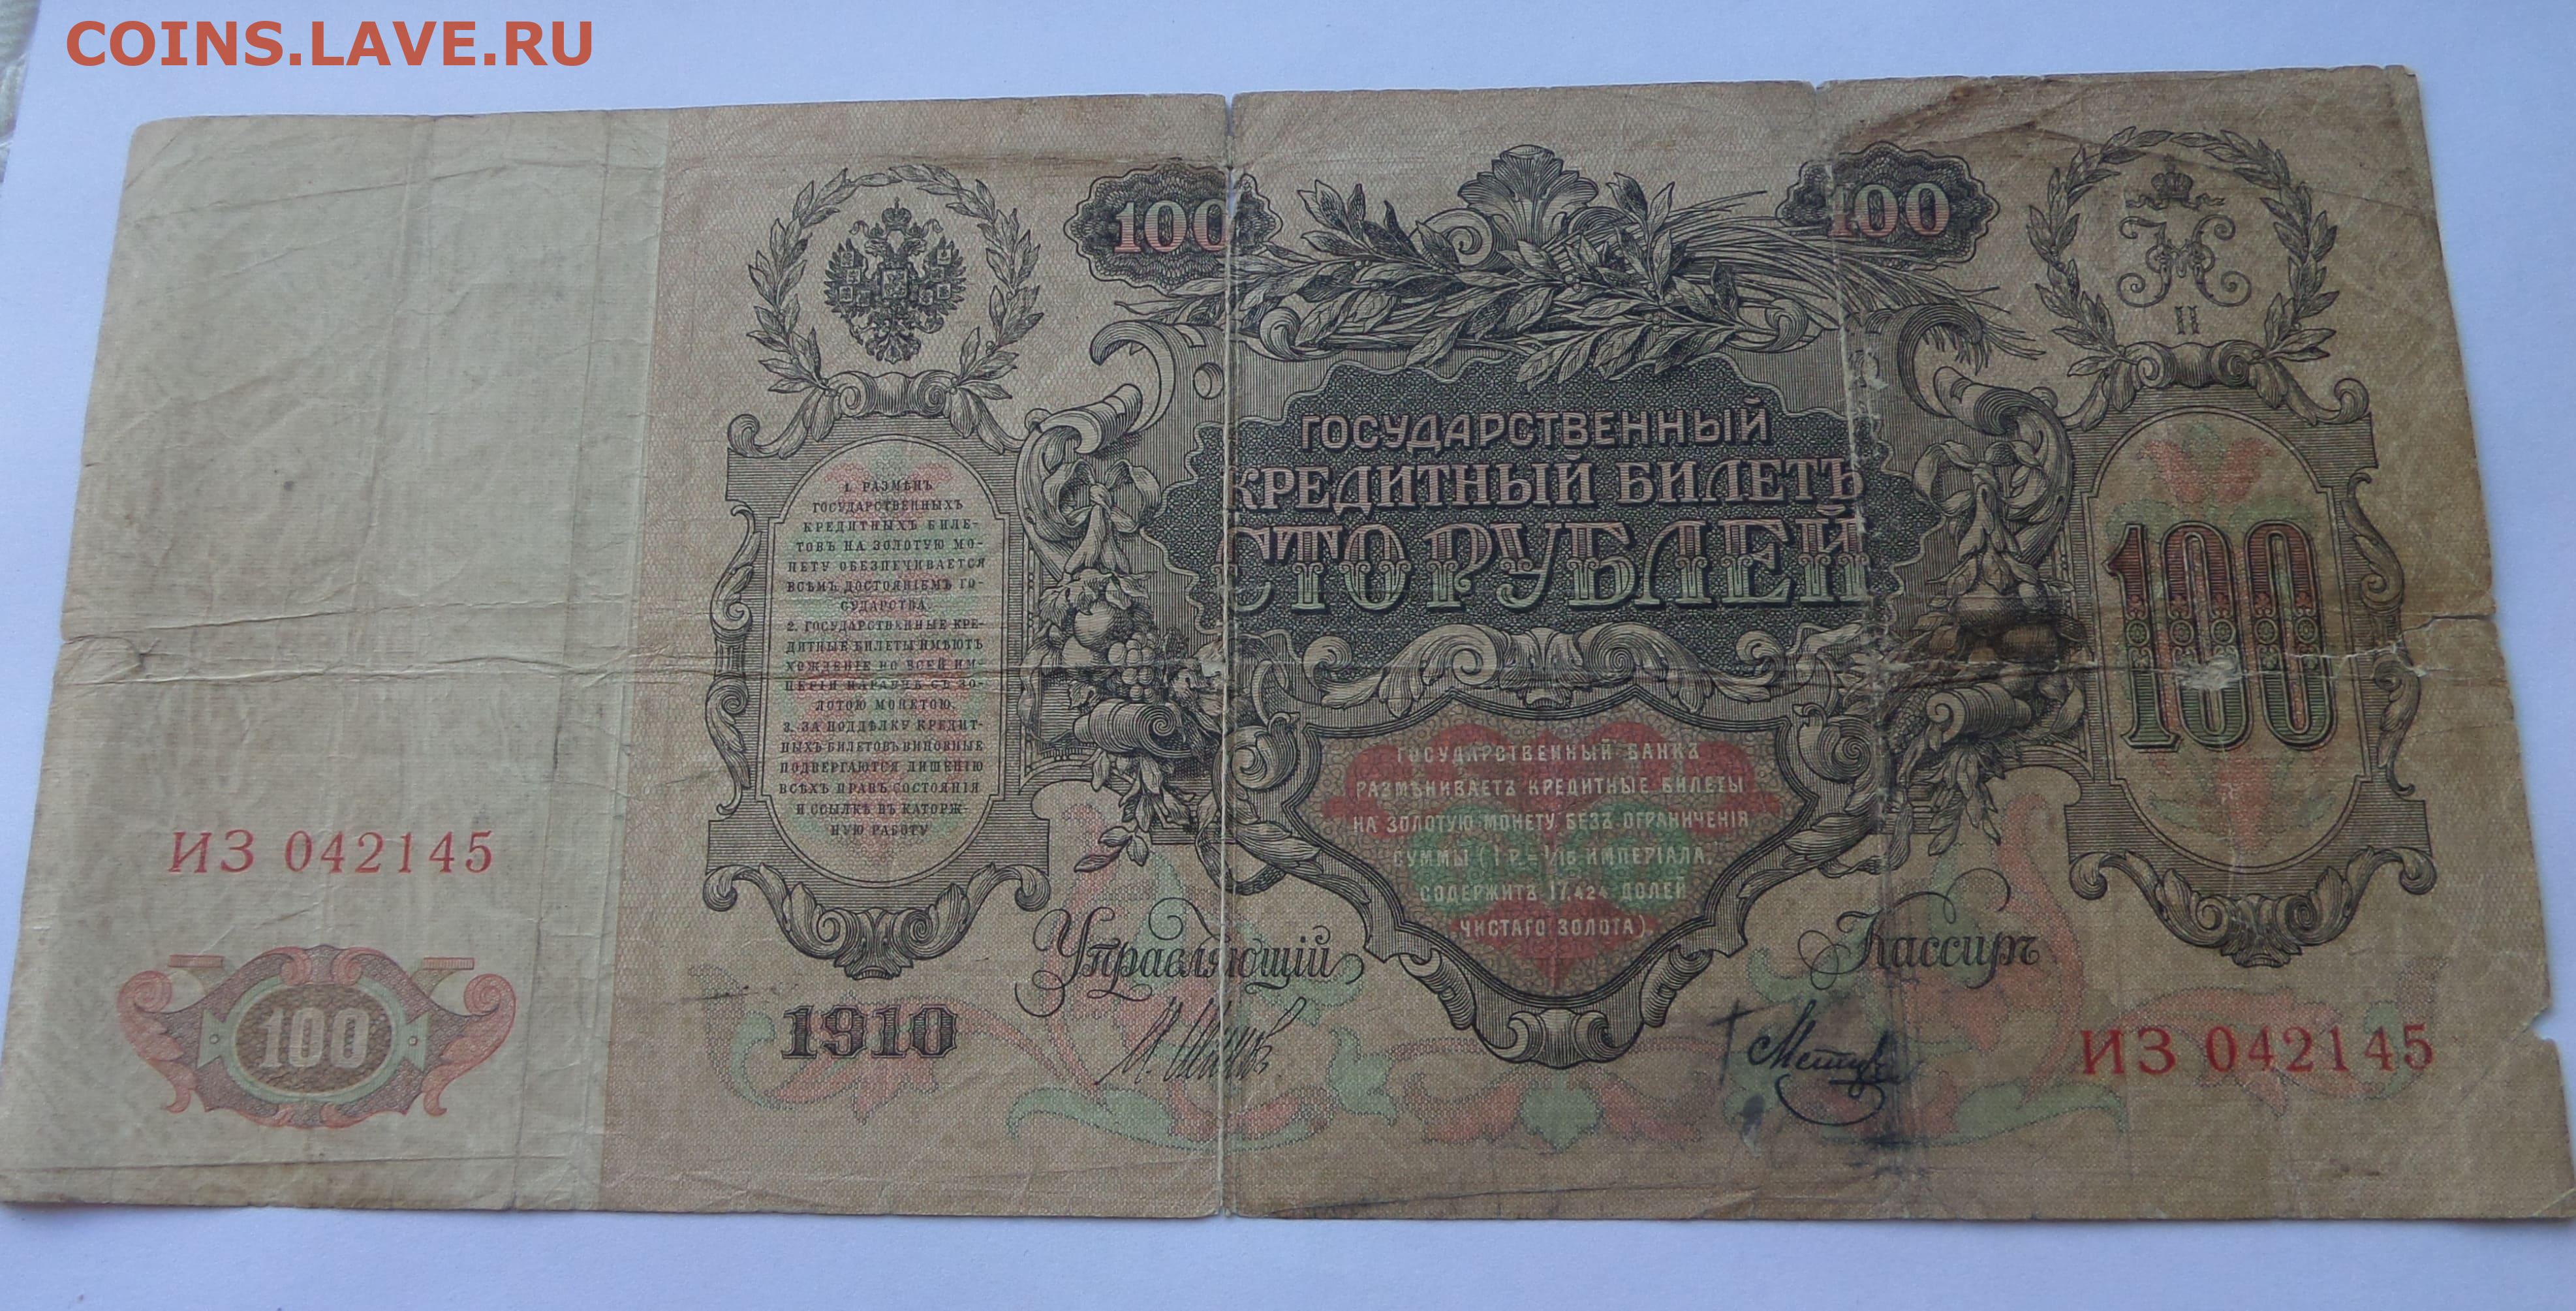 COINS.LAVE.RU
100
100
II
ГОСУДАРСТВЕННЫЙ
КРЕДИТНЫЙ БИЛЕТЪ
СТО РУБЛЕЙ
1. РАЗМѢНЪ
ГОСУДАРСТВЕННЫХЪ
КРЕДИТНЫХЪ БИЛЕ-
ТОВЪ НА ЗОЛОТУЮ МО-
НЕТУ ОБЕЗПЕЧИВАЕТСЯ
ВСѢМЪ ДОСТОЯНІЕМЪ ГО-
СУДАРСТВА.
2. ГОСУДАРСТВЕННЫЕ КРЕ-
ДИТНЫЕ БИЛЕТЫ ИМѢЮТЪ
ХОЖДЕНІЕ ВО ВСЕЙ ИМ-
ПЕРІИ НАРАВНѢ СЪ ЗО-
ЛОТОЮ МОНЕТОЮ.
3. ЗА ПОДДѢЛКУ КРЕДИТ-
НЫХЪ БИЛЕТОВЪ ВИНОВНЫЕ
ПОДВЕРГАЮТСЯ ЛИШЕНІЮ
ВСѢХЪ ПРАВЪ СОСТОЯНІЯ
И ССЫЛКѢ ВЪ КАТОРЖ-
НУЮ РАБОТУ
100
ГОСУДАРСТВЕННЫЙ БАНКЪ
РАЗМѢНИВАЕТЪ КРЕДИТНЫЕ БИЛЕТЫ
НА ЗОЛОТУЮ МОНЕТУ БЕЗЪ ОГРАНИЧЕНІЯ
СУММЫ (1 Р.= 1/15 ИМПЕРІАЛА,
СОДЕРЖИТЪ 17,424 ДОЛЕЙ
ЧИСТАГО ЗОЛОТА).
ИЗ 042145
Управляющій
Кассиръ
100
1910
И. Шиповъ
ИЗ 042145